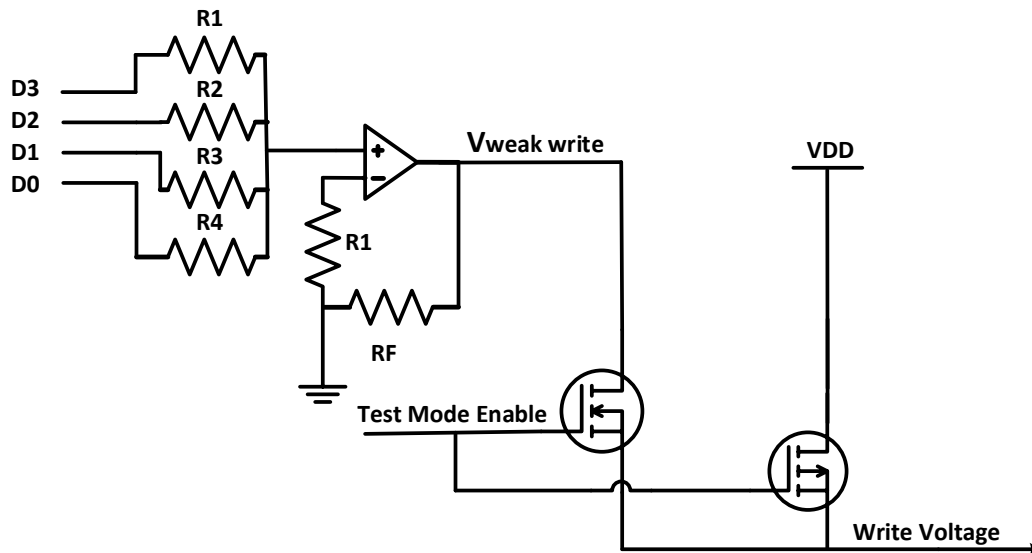 R1
D3
R2
D2
D1
R3
D0
R4
+
−
Vweak write
VDD
R1
RF
Test Mode Enable
Write Voltage